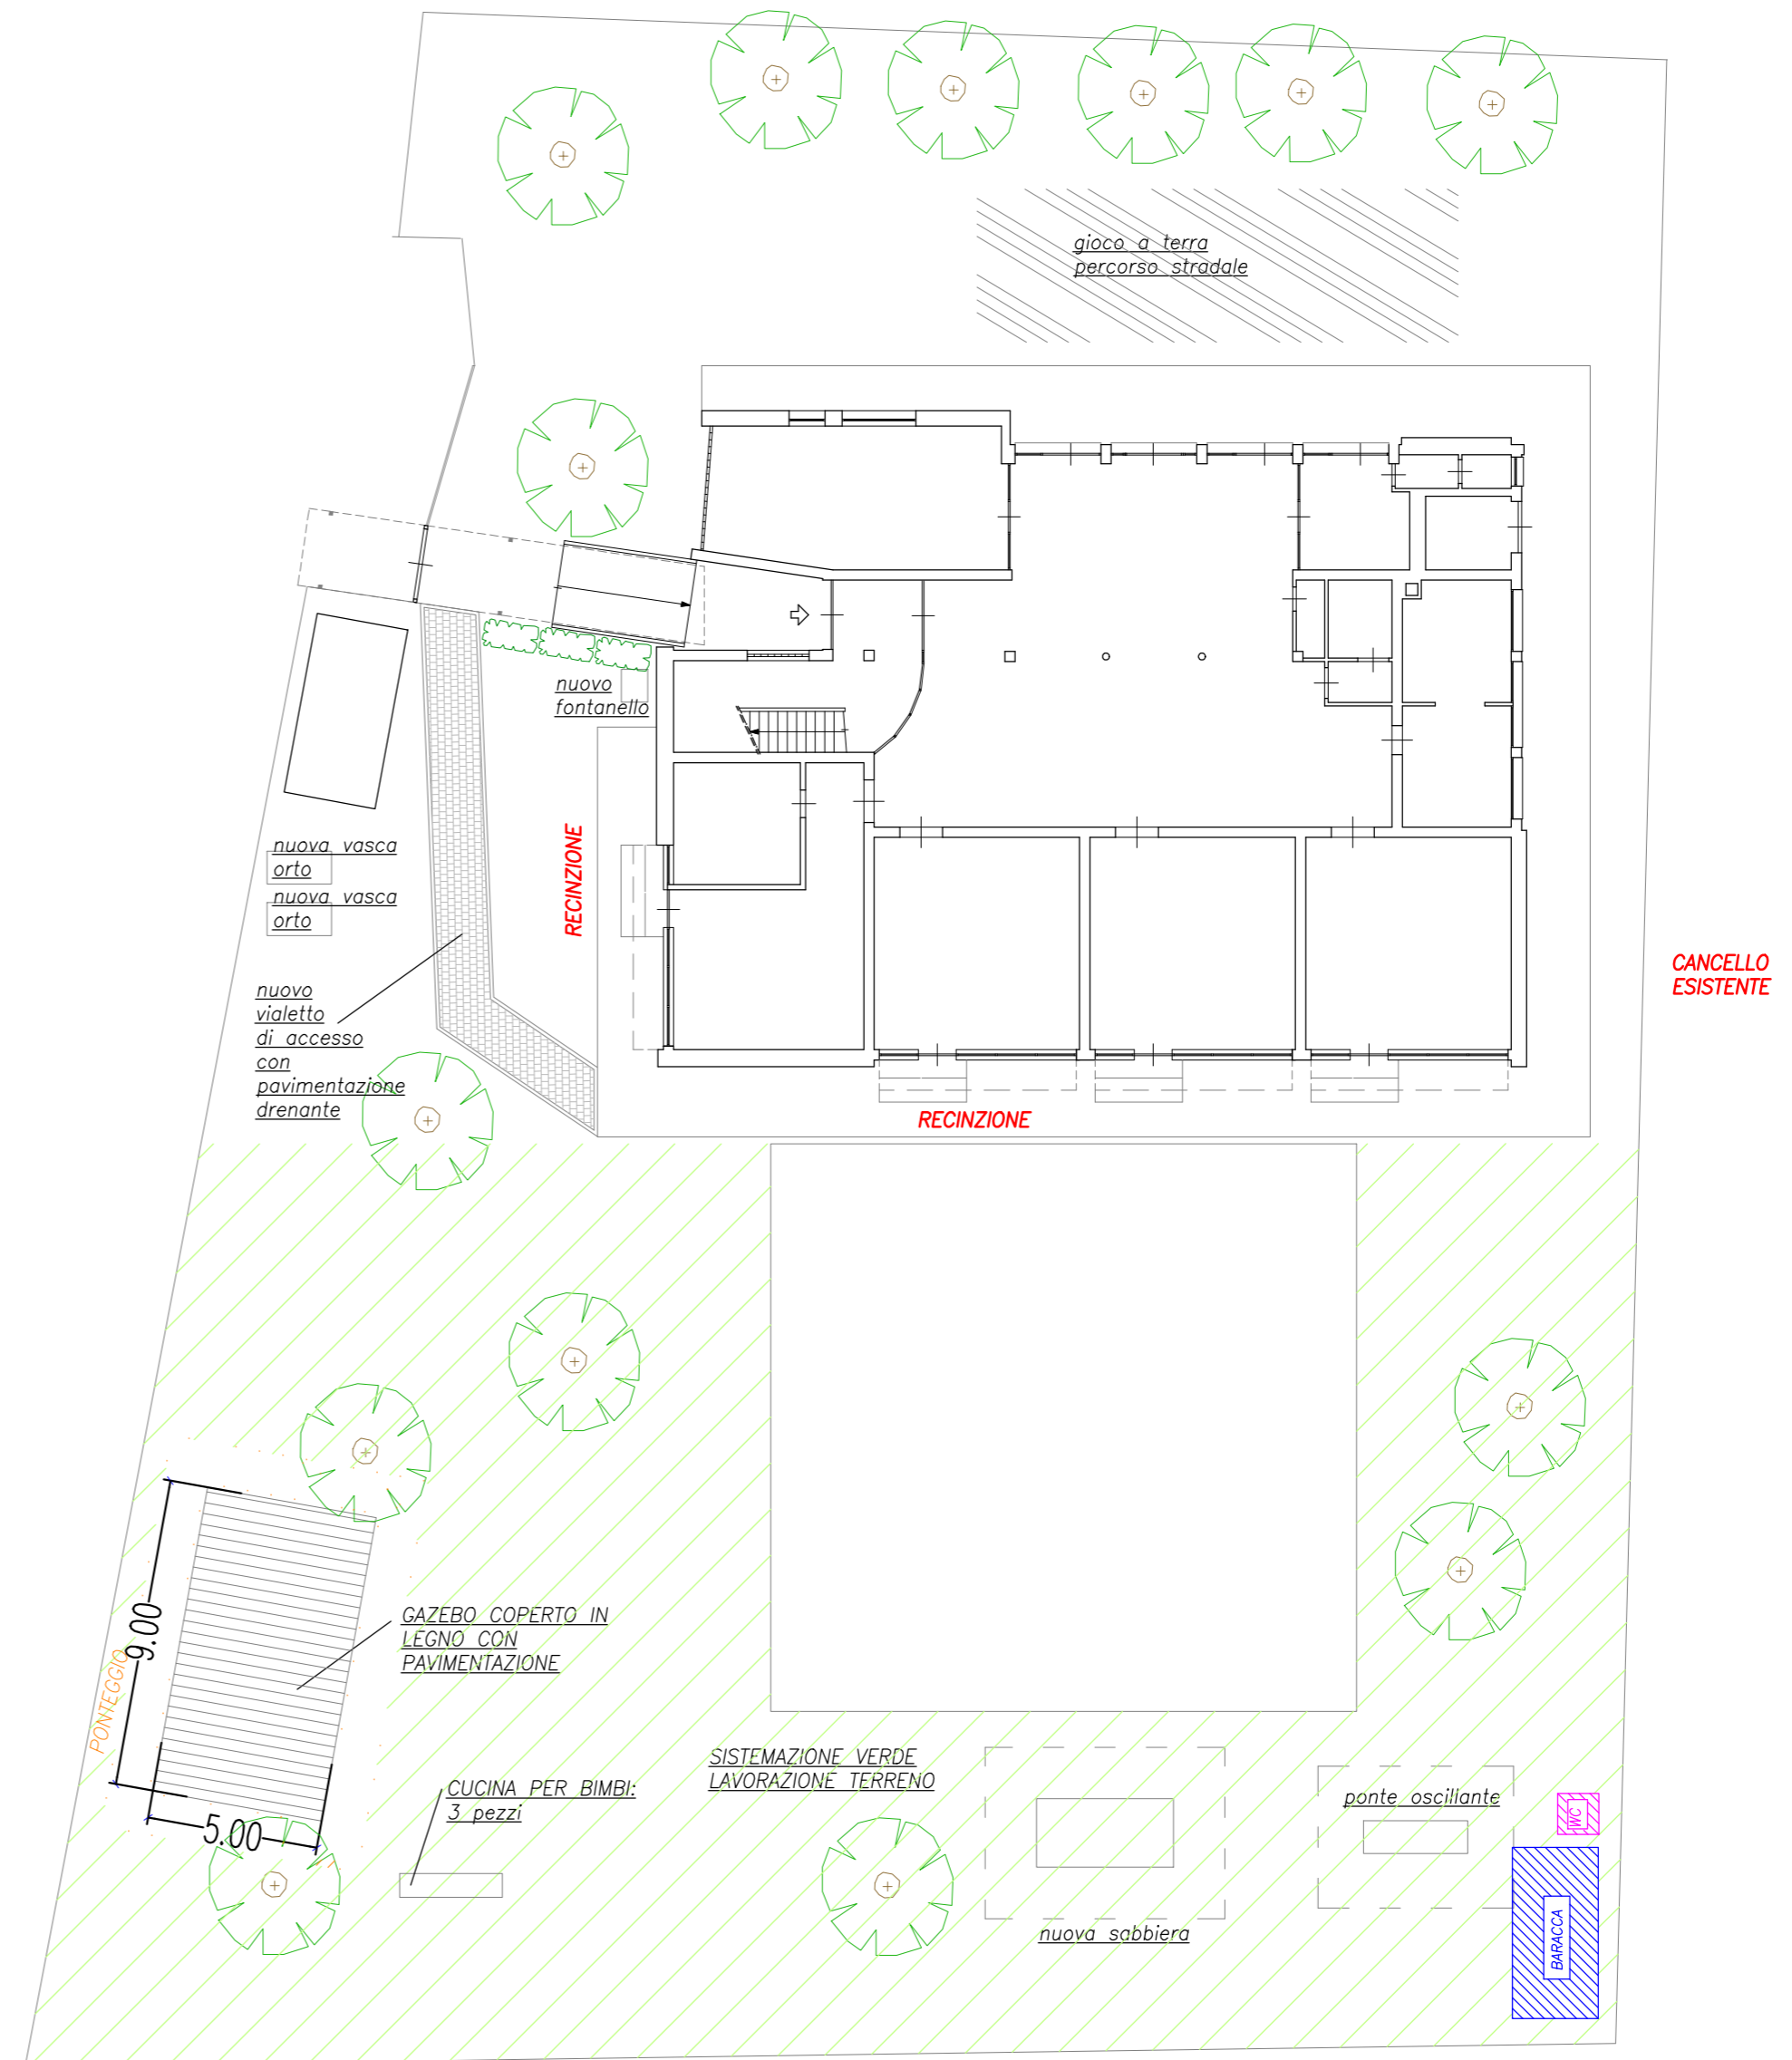 gioco a terra
percorso stradale
nuovo
fontanello
RECINZIONE
nuova vasca
orto
nuova vasca
orto
CANCELLO
ESISTENTE
nuovo
vialetto
di accesso
con
pavimentazione
drenante
RECINZIONE
9.00
PONTEGGIO
GAZEBO COPERTO IN
LEGNO CON
PAVIMENTAZIONE
5.00
CUCINA PER BIMBI:
3 pezzi
SISTEMAZIONE VERDE
LAVORAZIONE TERRENO
nuova sabbiera
ponte oscillante
WC
BARACCA